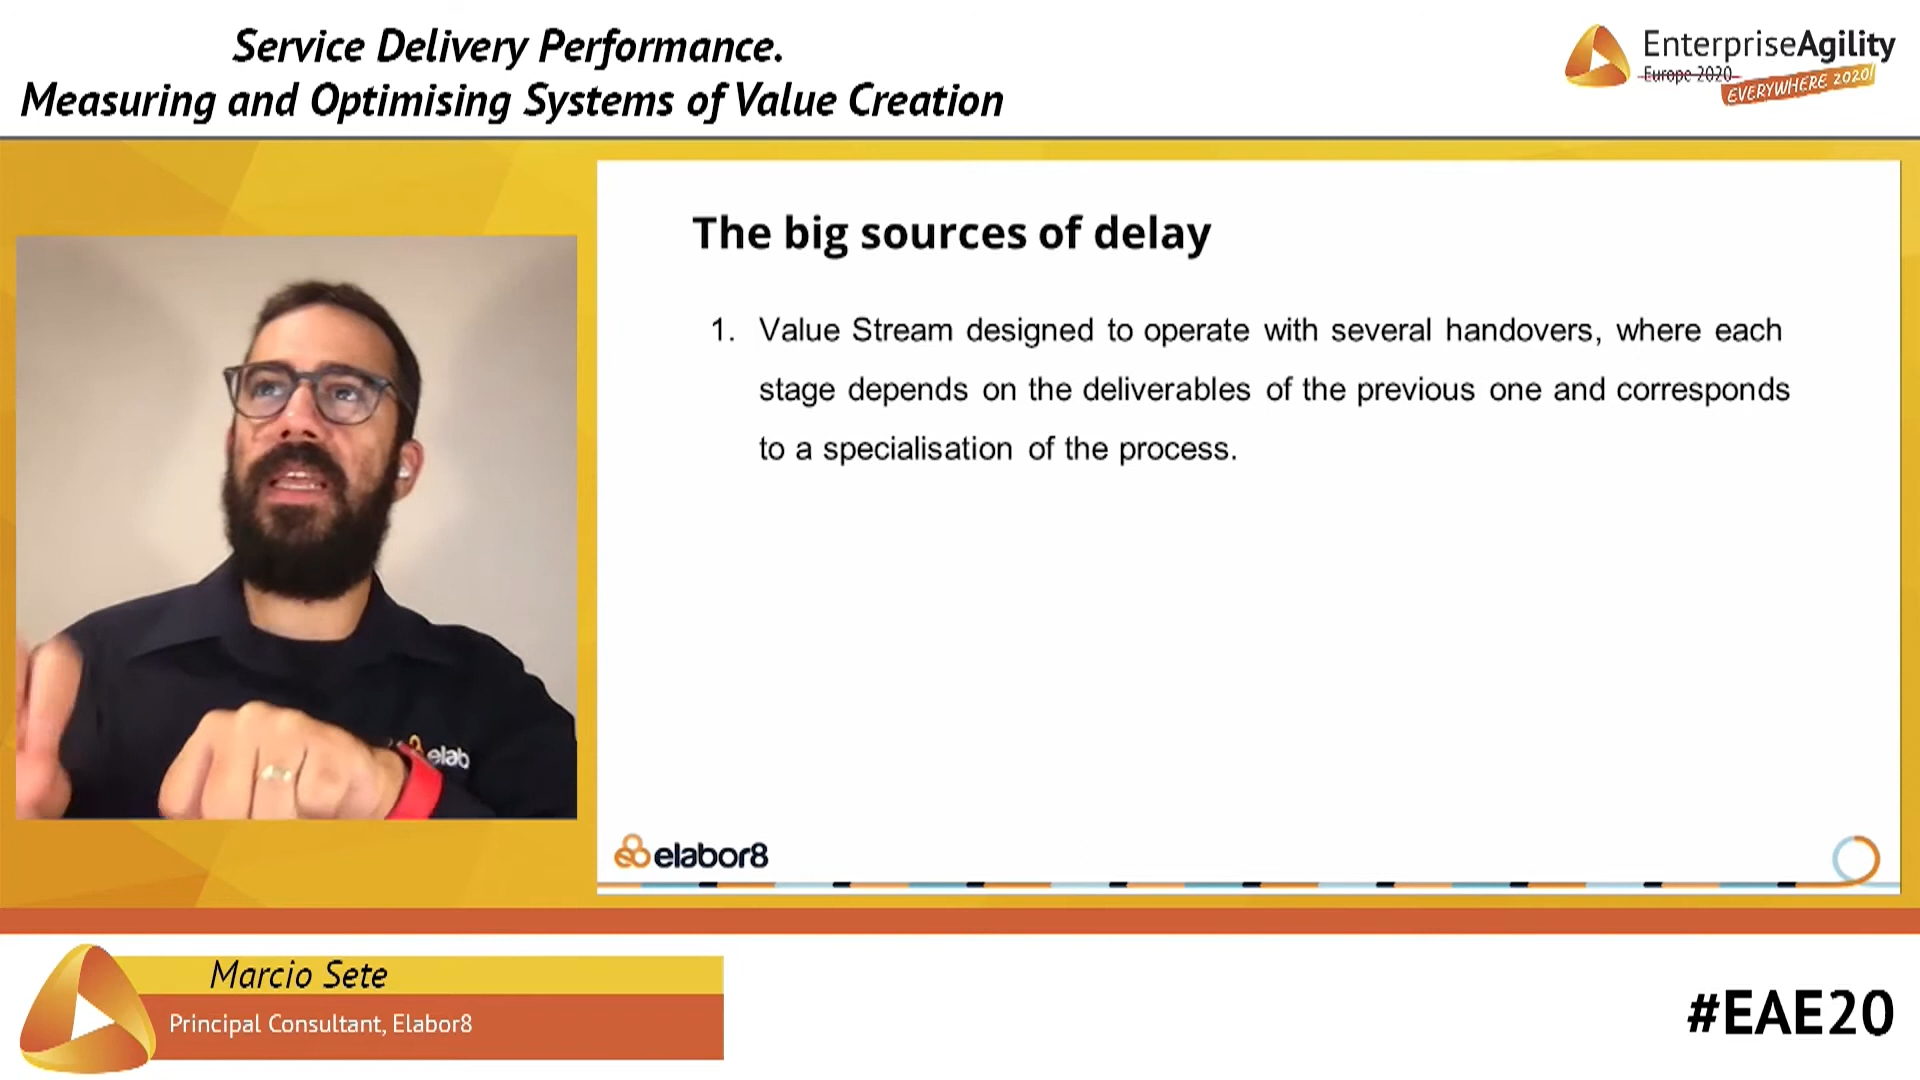 Service Delivery Performance.
Measuring and Optimising Systems of Value Creation
EnterpriseAgility
Europe 2020
EVERYWHERE 2020!
The big sources of delay
1. Value Stream designed to operate with several handovers, where each
stage depends on the deliverables of the previous one and corresponds
to a specialisation of the process.
elab
elabor8
Marcio Sete
Principal Consultant, Elabor8
#EAE20